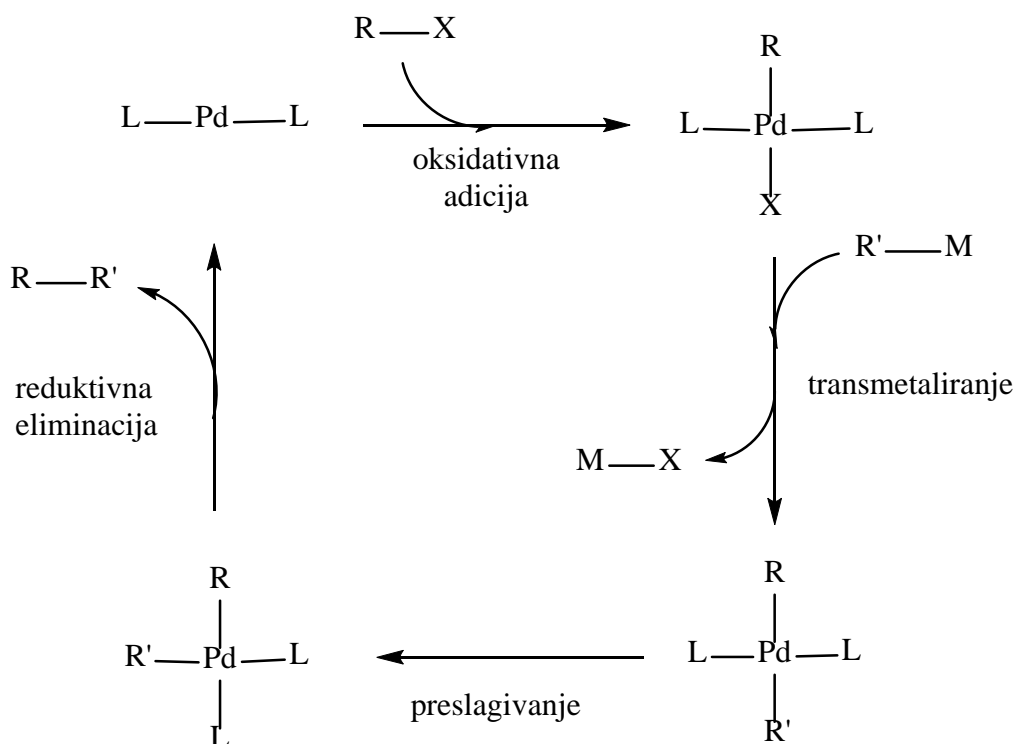 R—X
R
L—Pd—L
L—Pd—L
oksidativna
adicija
X
R'—M
R—R'
reduktivna
eliminacija
transmetaliranje
M—X
R
R
R'—Pd—L
L—Pd—L
preslagivanje
L
R'